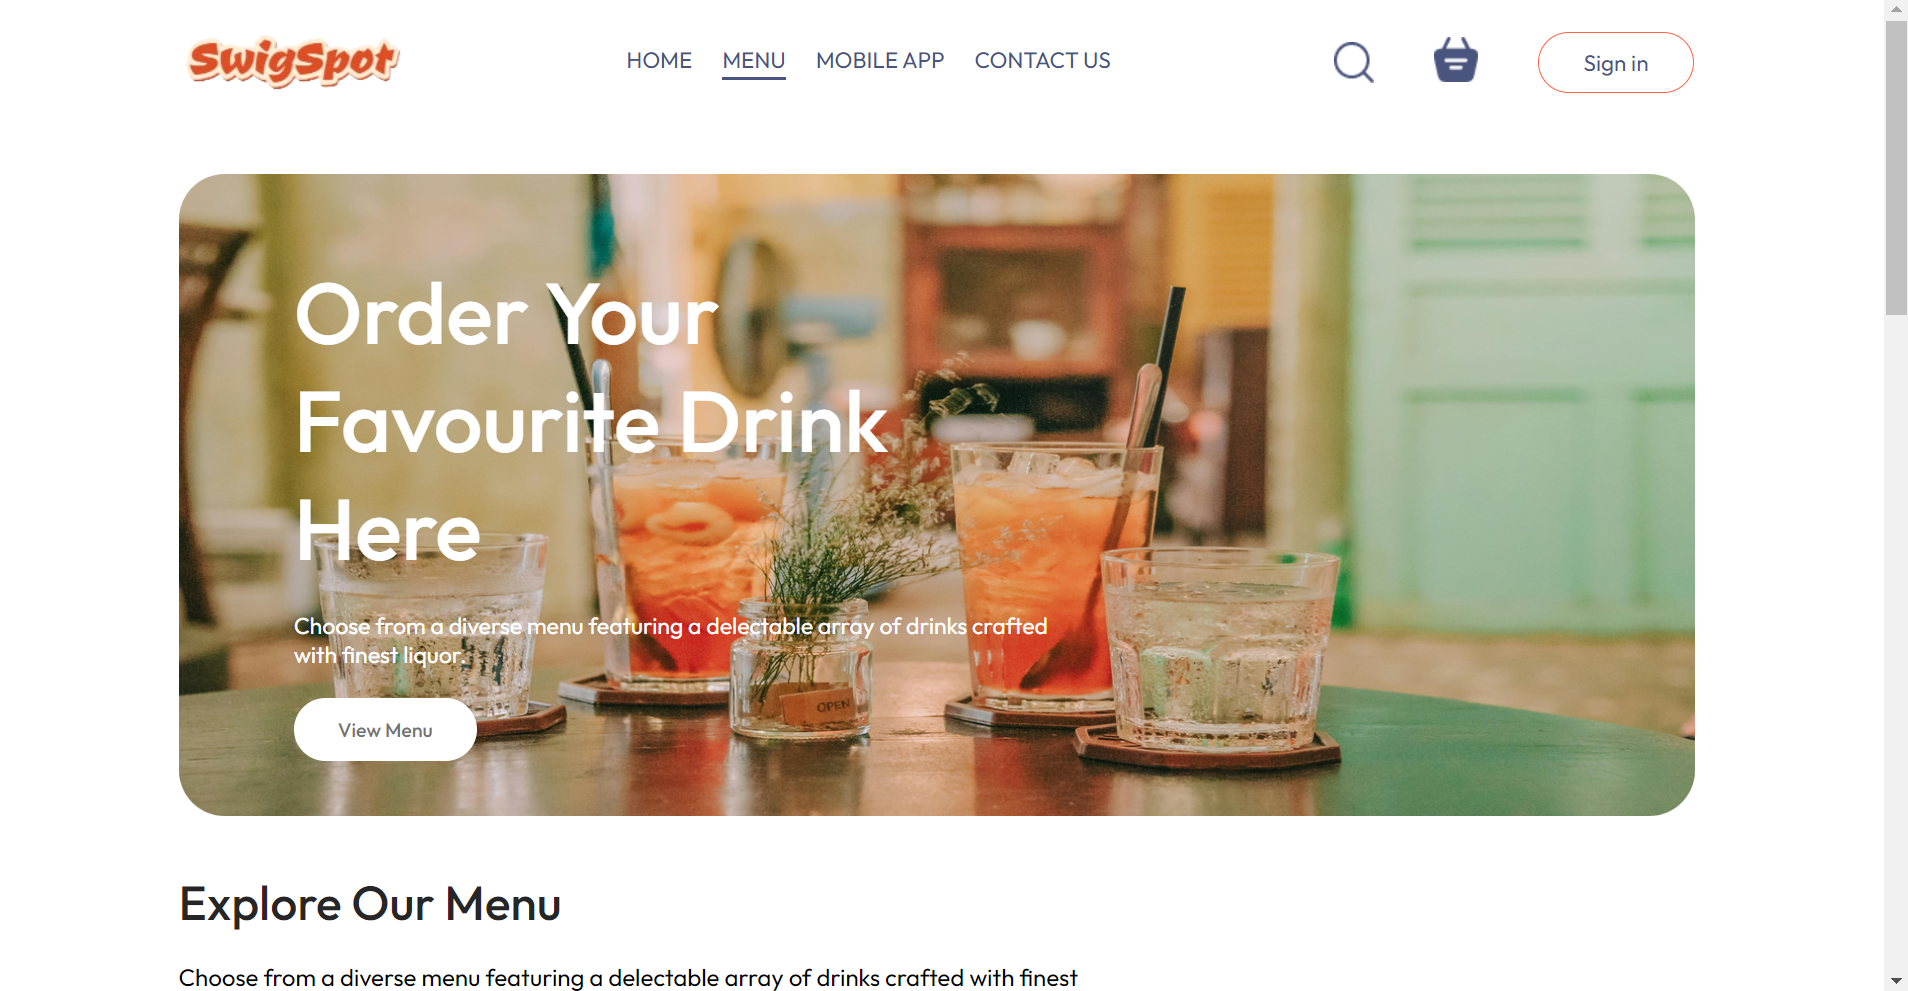 SwigSpot
HOME MENU MOBILE APP CONTACT US
Sign in
Order Your
Favourite Drink
Here
Choose from a diverse menu featuring a delectable array of drinks crafted
with finest liquor.
OPEN
View Menu
Explore Our Menu
Choose from a diverse menu featuring a delectable array of drinks crafted with finest